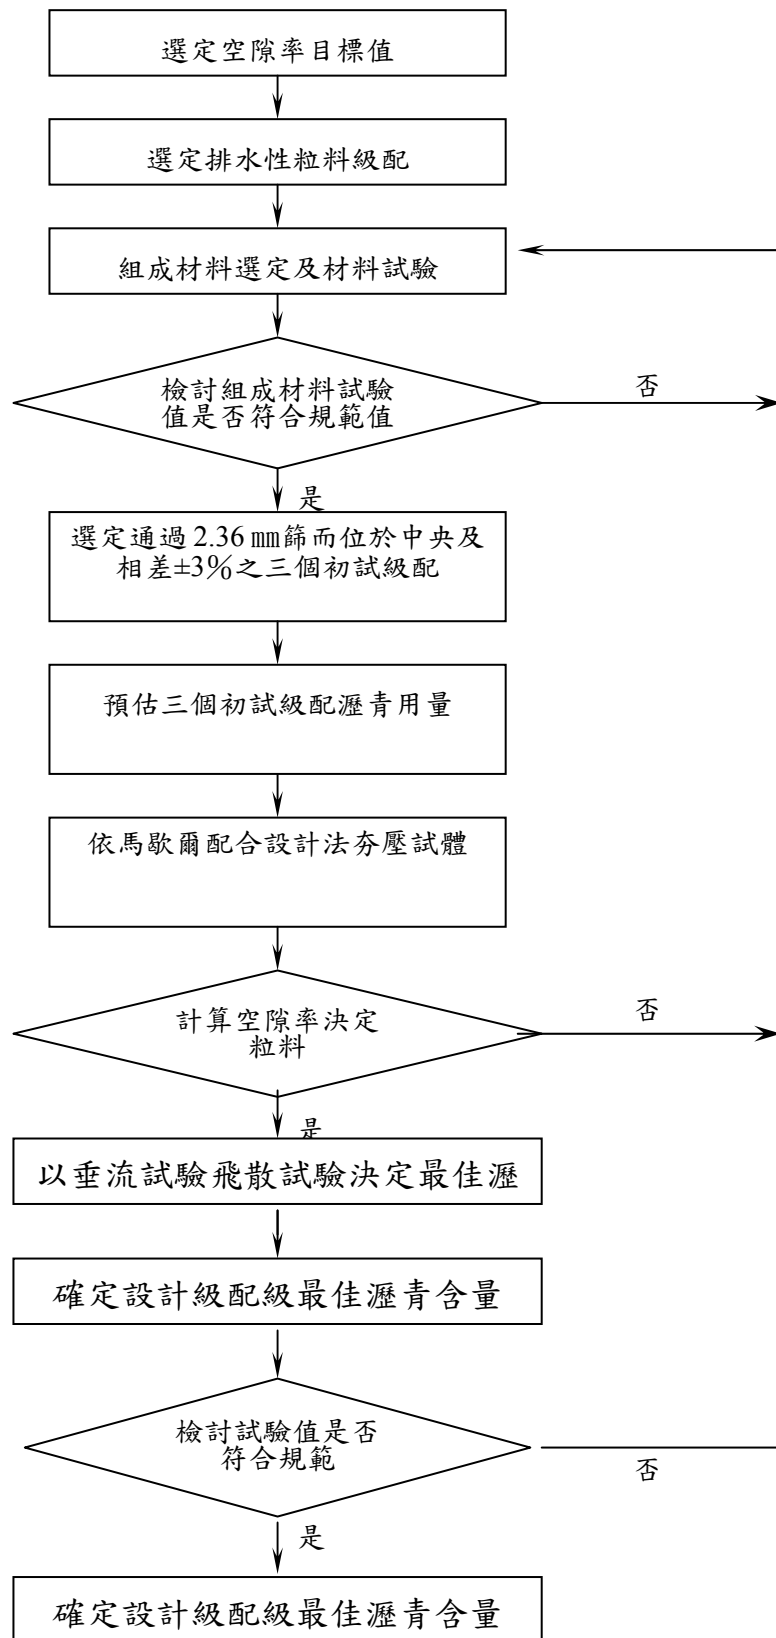 選定空隙率目標值
選定排水性粒料級配
組成材料選定及材料試驗
檢討組成材料試驗
值是否符合規範值
否
是
選定通過 2.36 ㎜篩而位於中央及
相差±3%之三個初試級配
預估三個初試級配瀝青用量
依馬歇爾配合設計法夯壓試體
計算空隙率決定
粒料
否
是
以垂流試驗飛散試驗決定最佳瀝
確定設計級配級最佳瀝青含量
檢討試驗值是否
符合規範
否
是
確定設計級配級最佳瀝青含量